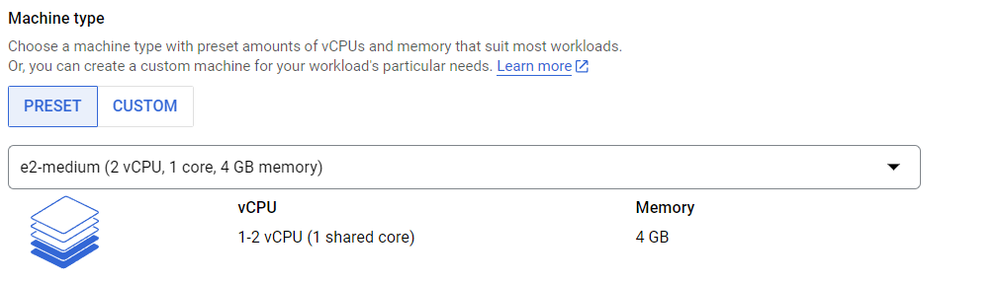 Machine type
Choose a machine type with preset amounts of vCPUs and memory that suit most workloads.
Or, you can create a custom machine for your workload's particular needs. Learn more
PRESET CUSTOM
e2-medium (2 vCPU, 1 core, 4 GB memory)
vCPU Memory
1-2 vCPU (1 shared core) 4 GB